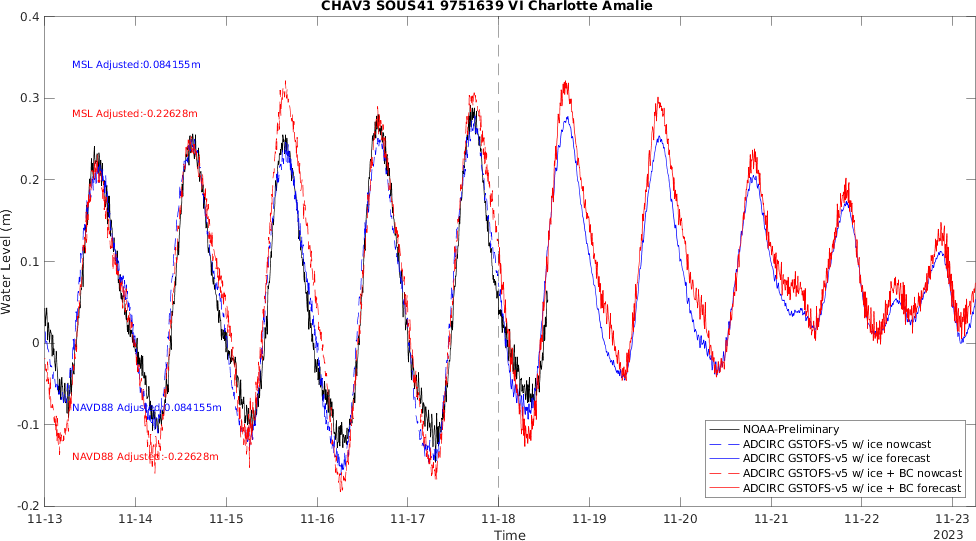 CHAV3 SOUS41 9751639 VI Charlotte Amalie
0.4
MSL Adjusted:0.084155m
0.3
MSL Adjusted:-0.22628m
0.2
0.1
Water Level (m)
0
NAVD88 Adjusted:0.084155m
-0.1
NAVD88 Adjusted:-0.22628m
-0.2
NOAA-Preliminary
ADCIRC GSTOFS-v5 w/ ice nowcast
ADCIRC GSTOFS-v5 w/ ice forecast
ADCIRC GSTOFS-v5 w/ ice + BC nowcast
ADCIRC GSTOFS-v5 w/ ice + BC forecast
11-13 11-14 11-15 11-16 11-17 11-18 11-19 11-20 11-21 11-22 11-23
Time
2023